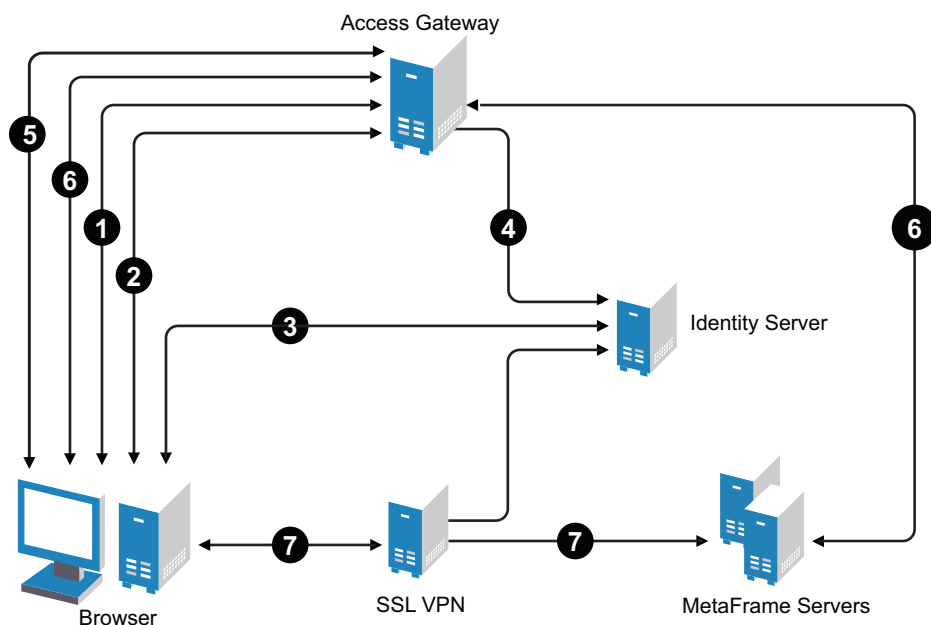 Access Gateway
5
6
1
2
4
6
3
Identity Server
7
7
Browser
SSL VPN
MetaFrame Servers